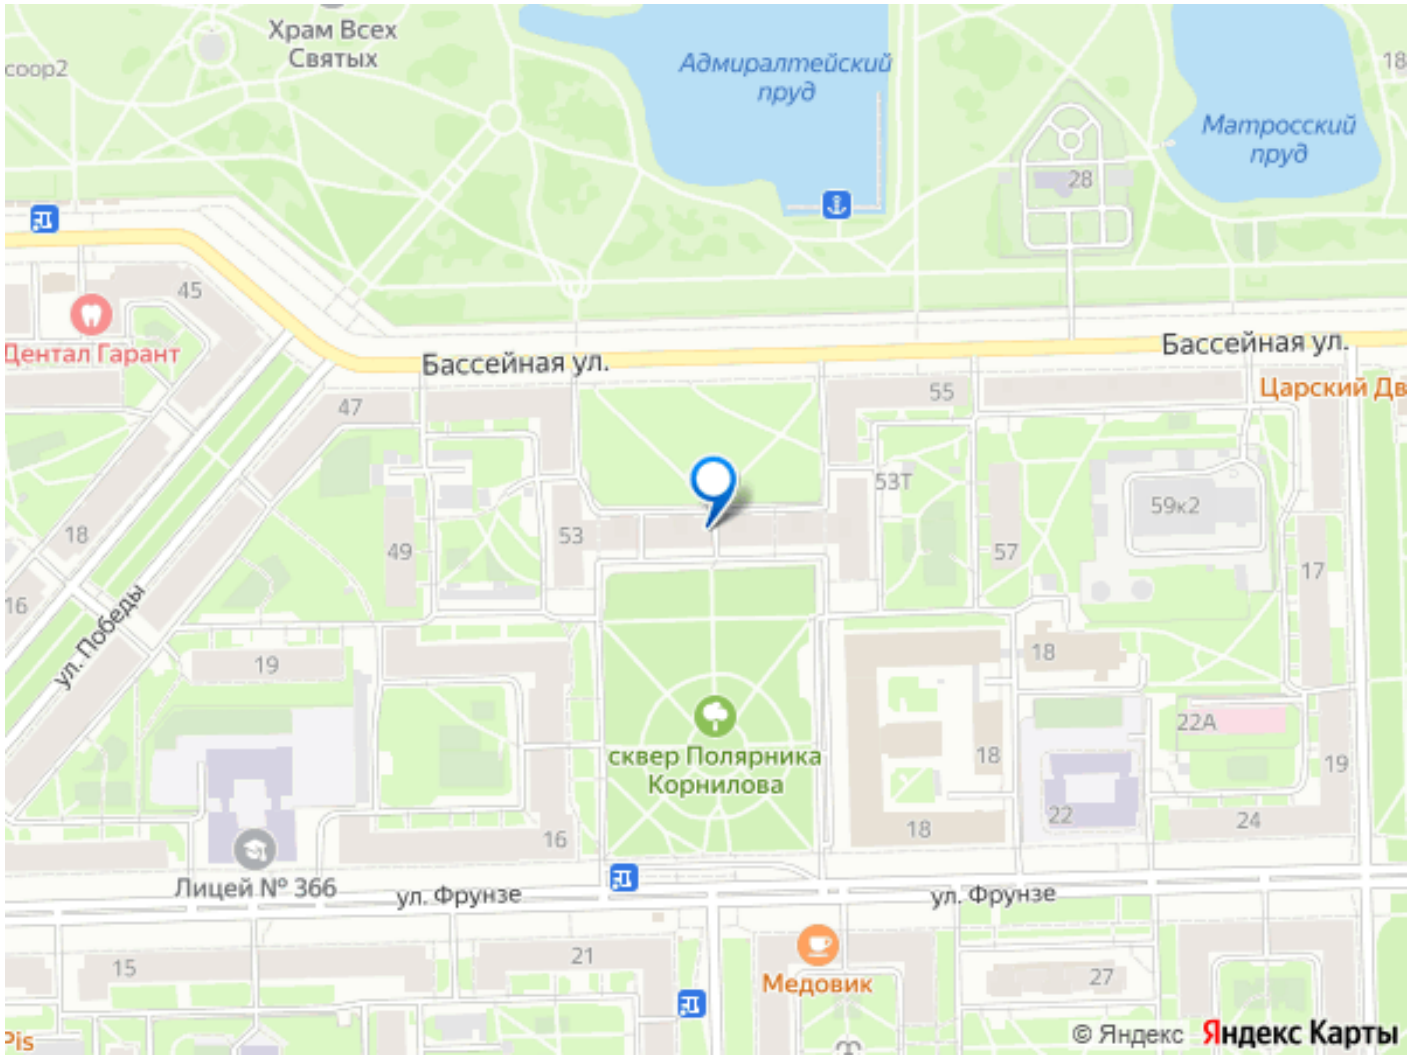 Храм Всех
Святых
соор2
Адмиралтейский
пруд
18
Матросский
пруд
28
45
Дентал Гарант
Бассейная ул.
Бассейная ул.
47
55
Царский Дв
53Т
59к2
18
53
49
57
17
16
ул. Победы
19
18
22А
сквер Полярника
Корнилова
18
19
16
18
22
24
Лицей № 366
ул. Фрунзе
ул. Фрунзе
15
21
Медовик
27
Pis
© Яндекс Яндекс Карты